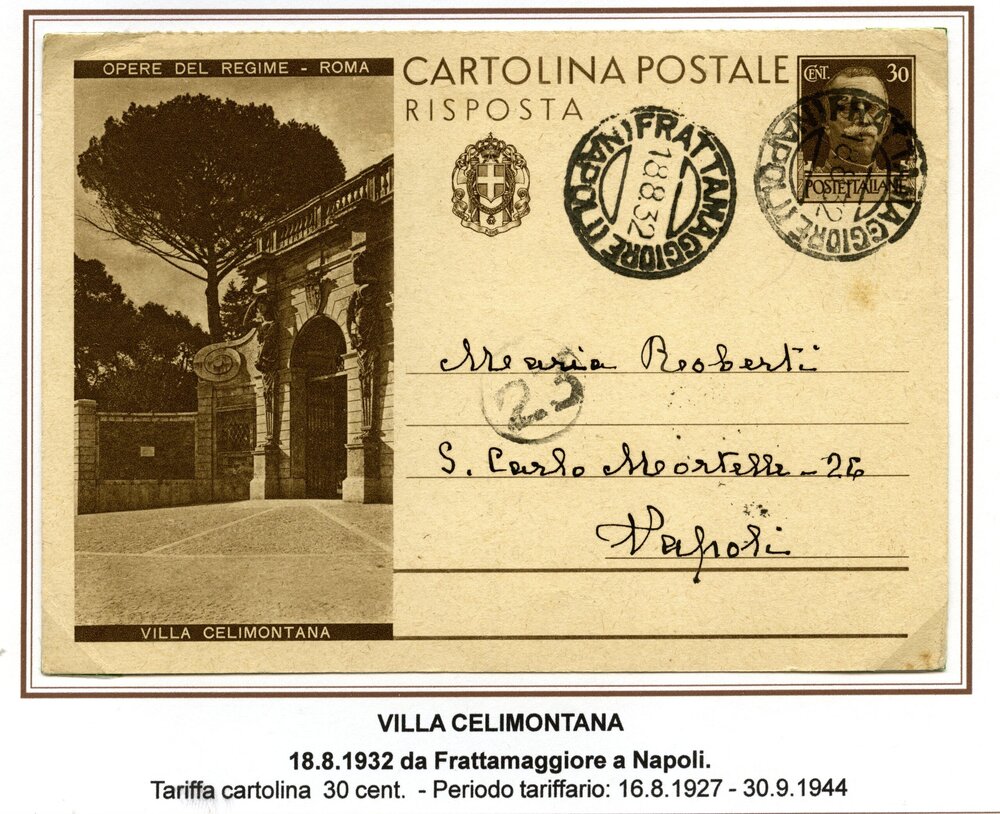 OPERE DEL REGIME - ROMA
CARTOLINA POSTALE
RISPOSTA
CENT. 30
POSTE ITALIANE
FRATTAMAGGIORE (NAPOLI)
18.8.32
FRATTAMAGGIORE (NAPOLI)
Maria Roberti
23
S. Carlo Mortelle - 26
Napoli
VILLA CELIMONTANA
VILLA CELIMONTANA
18.8.1932 da Frattamaggiore a Napoli.
Tariffa cartolina 30 cent. - Periodo tariffario: 16.8.1927 - 30.9.1944